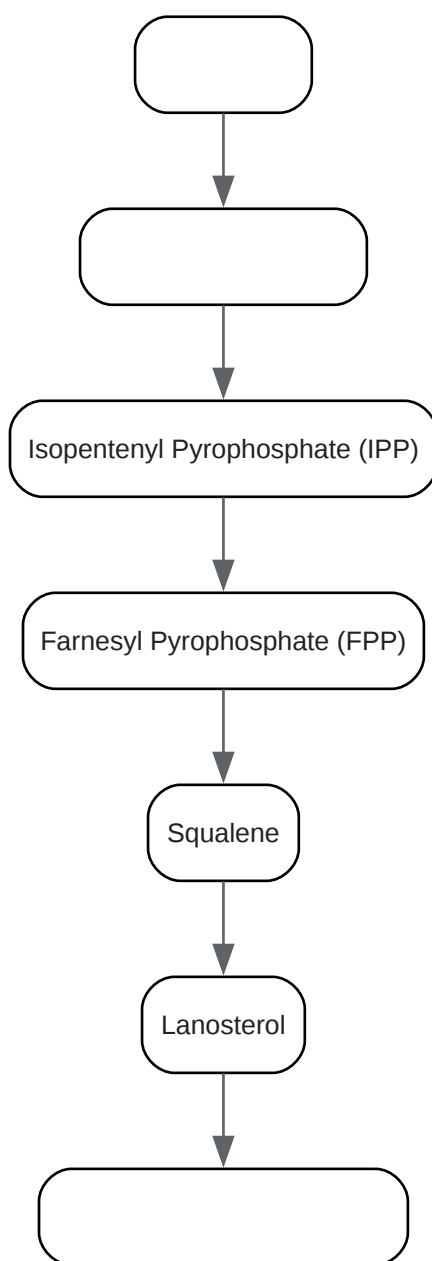 Isopentenyl Pyrophosphate (IPP)
Farnesyl Pyrophosphate (FPP)
Squalene
Lanosterol